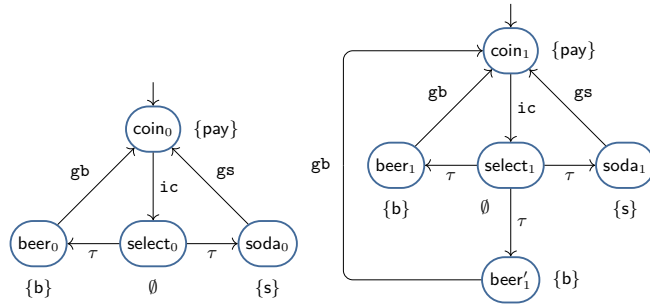 coin₀ {pay}
gb ic gs
beer₀ τ select₀ τ soda₀
{b} ∅ {s}
coin₁ {pay}
gb ic gs
gb
beer₁ τ select₁ τ soda₁
{b} ∅ τ {s}
beer′₁ {b}